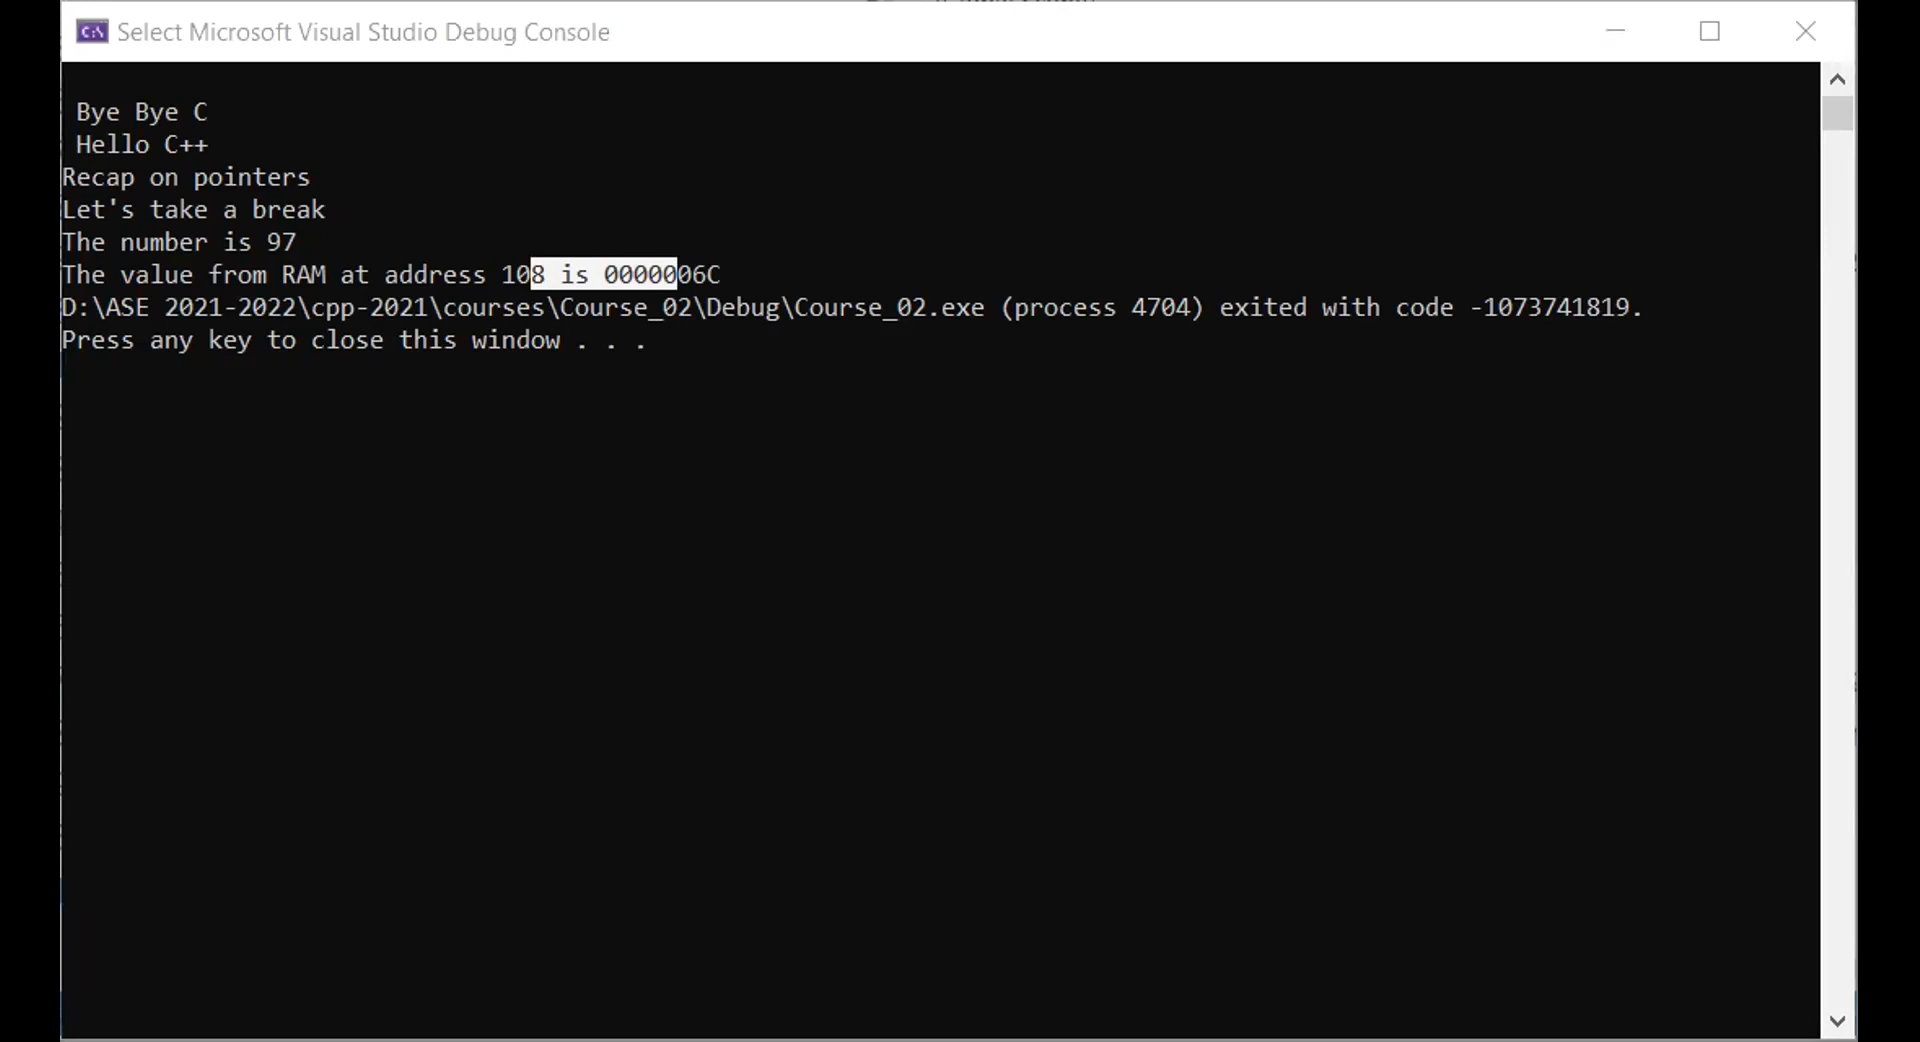 Select Microsoft Visual Studio Debug Console
Bye Bye C
Hello C++
Recap on pointers
Let's take a break
The number is 97
The value from RAM at address 108 is 0000006C
D:\ASE 2021-2022\cpp-2021\courses\Course_02\Debug\Course_02.exe (process 4704) exited with code -1073741819.
Press any key to close this window . . .